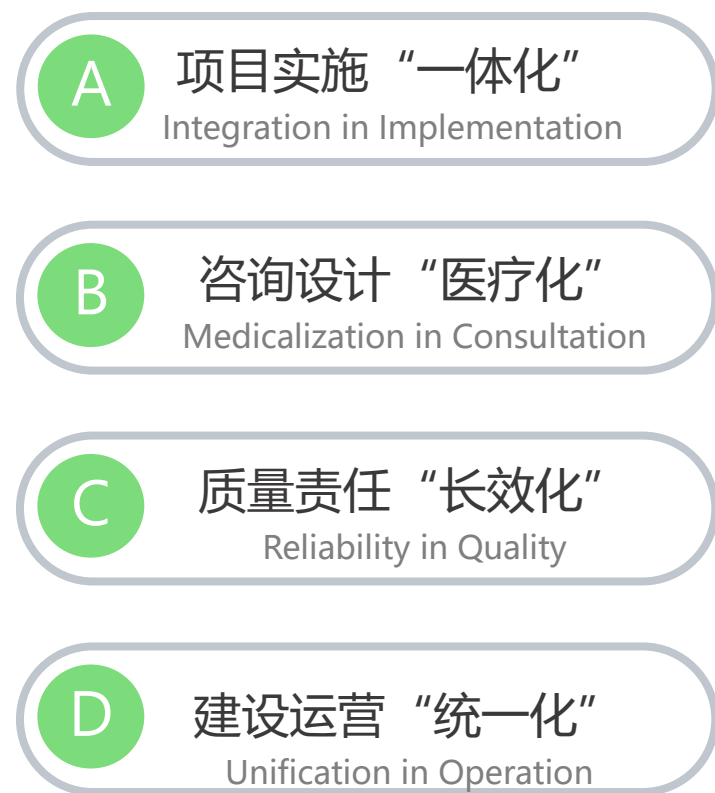 A
项目实施“一体化”
Integration in Implementation
B
咨询设计“医疗化”
Medicalization in Consultation
C
质量责任“长效化”
Reliability in Quality
D
建设运营“统一化”
Unification in Operation